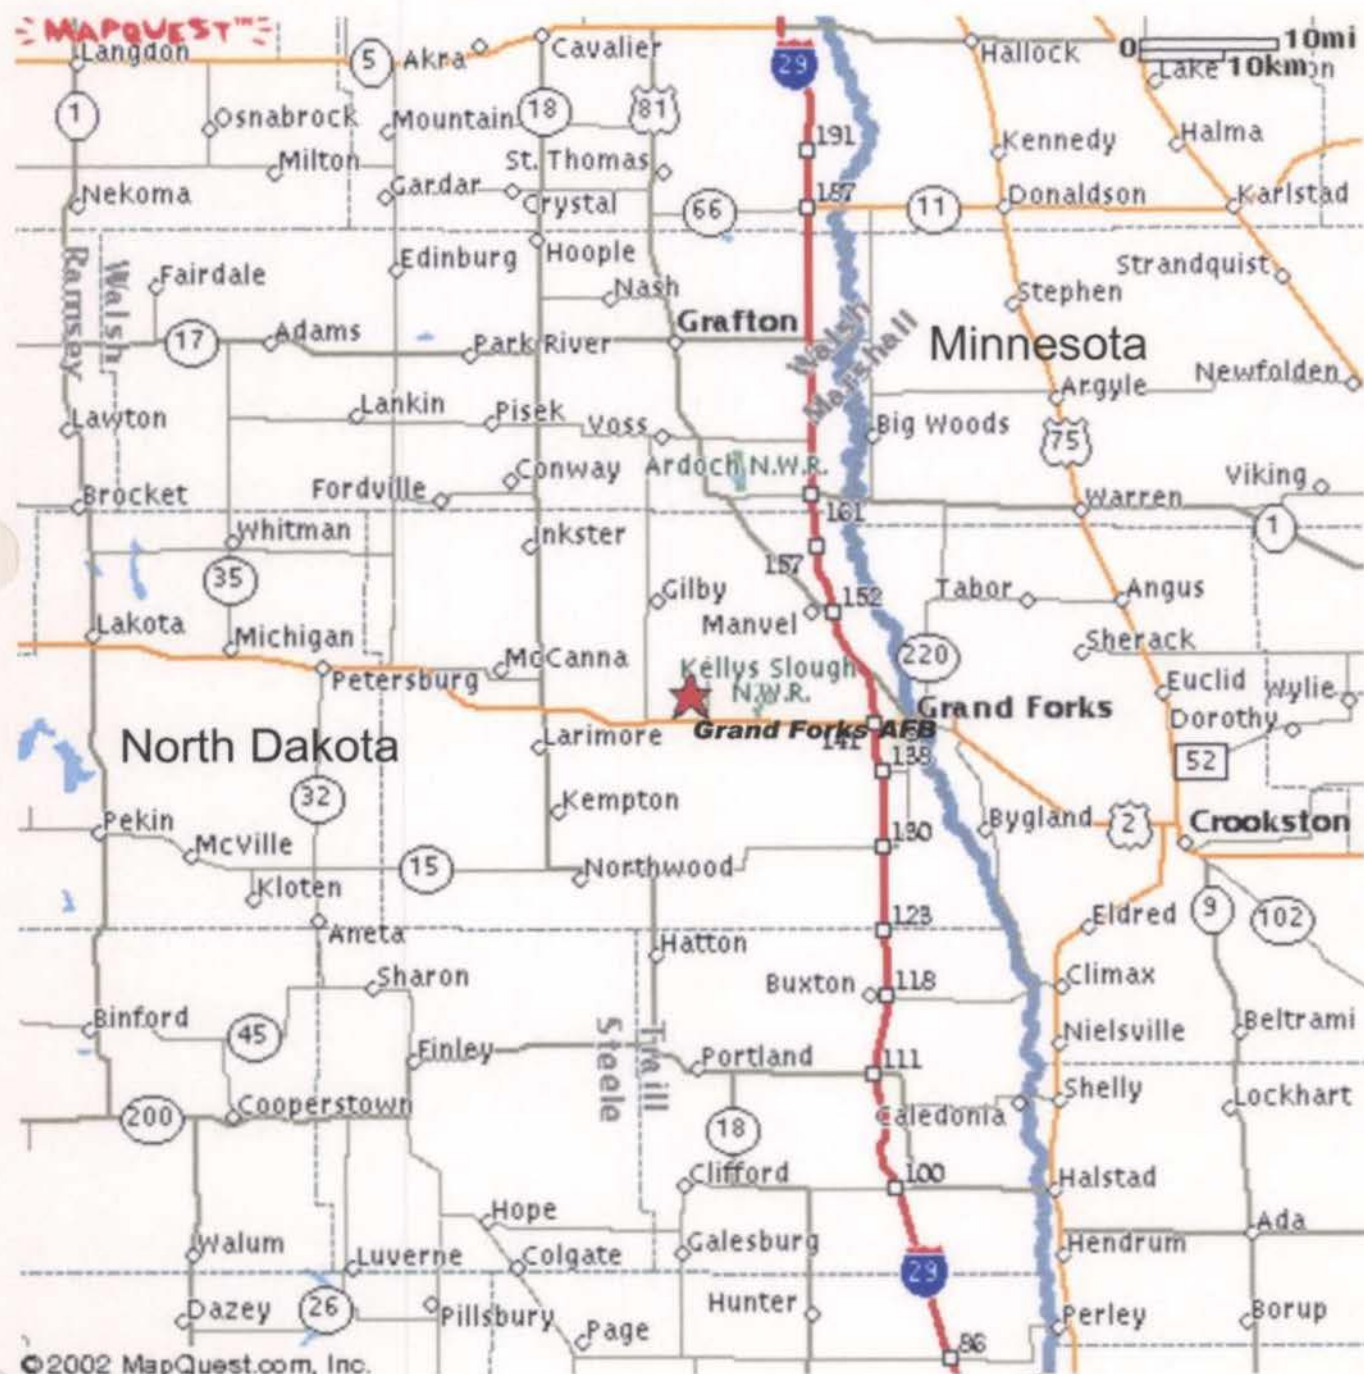 MAPQUEST™
Langdon
5
Akra
Cavalier
29
Hallock
0
10mi
10km
Lake
1
Osnabrock
Mountain
18
81
191
Kennedy
Halma
Milton
St. Thomas
Nekoma
Gardar
Crystal
66
187
11
Donaldson
Karlstad
Edinburg
Hoople
Strandquist
Ramsey
Walsh
Fairdale
Nash
Stephen
17
Adams
Park River
Grafton
Walsh
Marshall
Minnesota
Newfolden
Argyle
Lawton
Lankin
Pisek
Voss
Big Woods
75
Ardoch N.W.R.
Conway
Brocket
Fordville
Viking
Warren
161
1
Whitman
Inkster
157
35
Gilby
152
Tabor
Angus
Manvel
Lakota
Michigan
McCanna
220
Sherack
Petersburg
Kellys Slough
N.W.R.
Euclid
Wylie
Grand Forks
Dorothy
Grand Forks AFB
141
North Dakota
Larimore
138
52
32
Kempton
Pekin
130
Bygland
2
Crookston
McVille
15
Northwood
Kloten
Eldred
9
102
Aneta
123
Hatton
Sharon
Buxton
118
Climax
Binford
45
Steele
Traill
Nielsville
Beltrami
Finley
Portland
111
Shelly
Lockhart
200
Cooperstown
Caledonia
18
Clifford
100
Halstad
Hope
Ada
Walum
Luverne
Colgate
Galesburg
Hendrum
29
Dazey
26
Pillsbury
Hunter
Perley
Borup
Page
86
©2002 MapQuest.com, Inc.